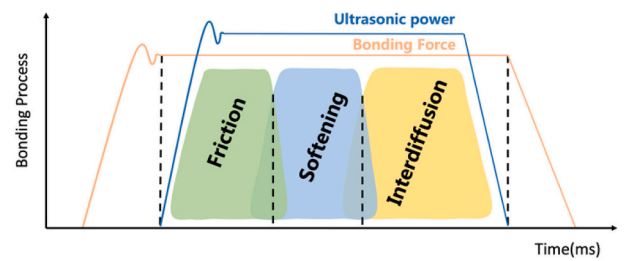 Ultrasonic power
Bonding Force
Bonding Process
Friction
Softening
Interdiffusion
Time(ms)